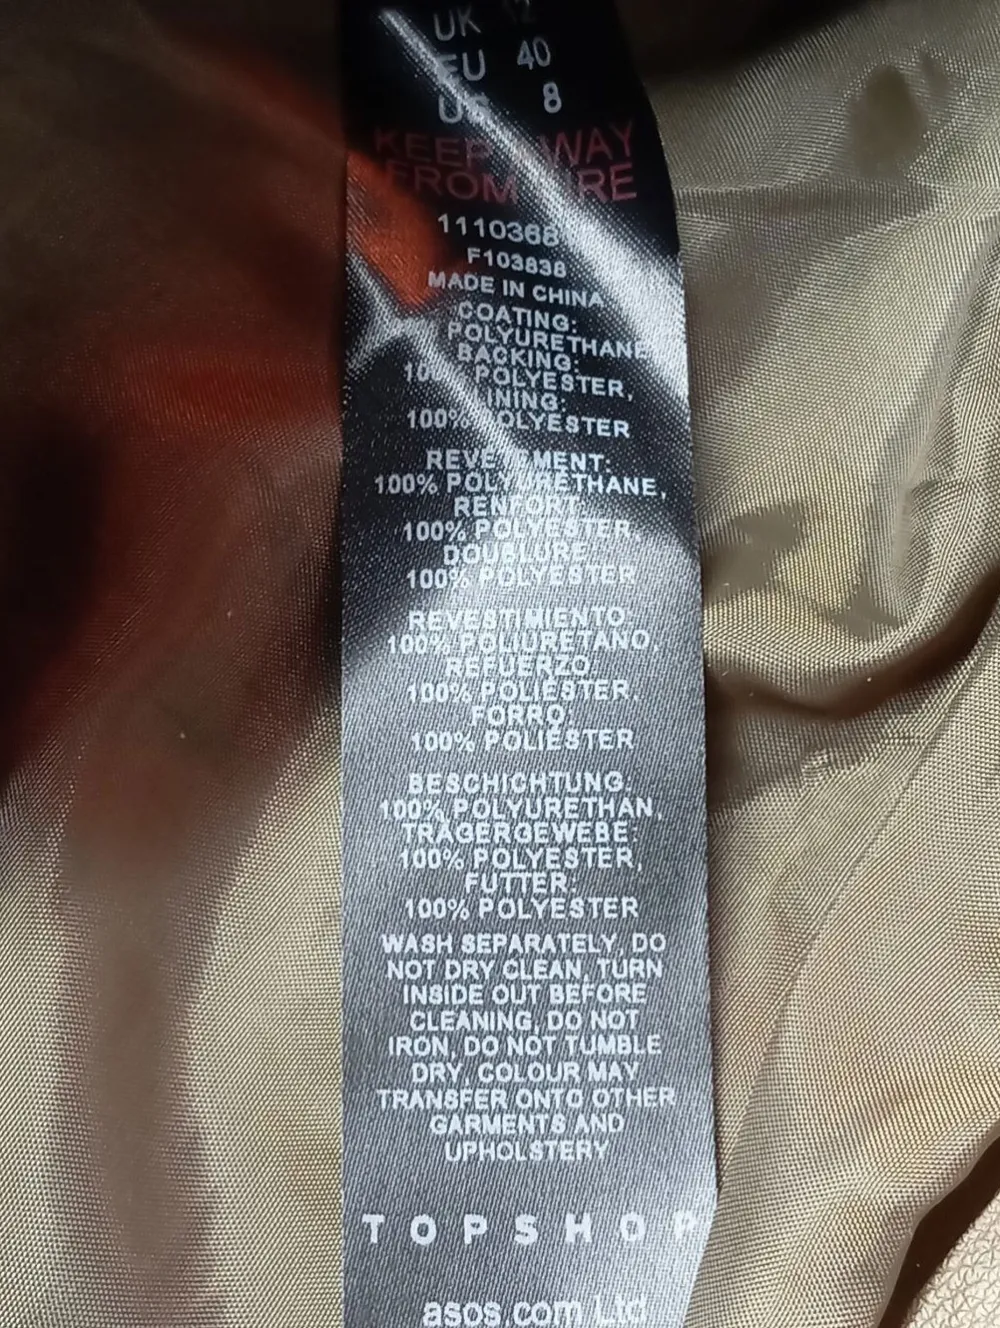 UK 12
EU 40
US 8
KEEP AWAY
FROM FIRE
1110368
F103838
MADE IN CHINA
COATING:
POLYURETHANE
BACKING:
100% POLYESTER,
LINING:
100% POLYESTER
REVETEMENT:
100% POLYURETHANE,
RENFORT:
100% POLYESTER,
DOUBLURE:
100% POLYESTER
REVESTIMIENTO:
100% POLIURETANO,
REFUERZO:
100% POLIESTER,
FORRO:
100% POLIÉSTER
BESCHICHTUNG:
100% POLYURETHAN,
TRÄGERGEWEBE:
100% POLYESTER,
FUTTER:
100% POLYESTER
WASH SEPARATELY, DO
NOT DRY CLEAN, TURN
INSIDE OUT BEFORE
CLEANING, DO NOT
IRON, DO NOT TUMBLE
DRY, COLOUR MAY
TRANSFER ONTO OTHER
GARMENTS AND
UPHOLSTERY
TOPSHOP
asos.com Ltd